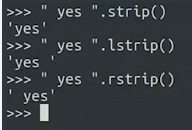 >>> " yes ".strip()
'yes'
>>> " yes ".lstrip()
'yes '
>>> " yes ".rstrip()
' yes'
>>>